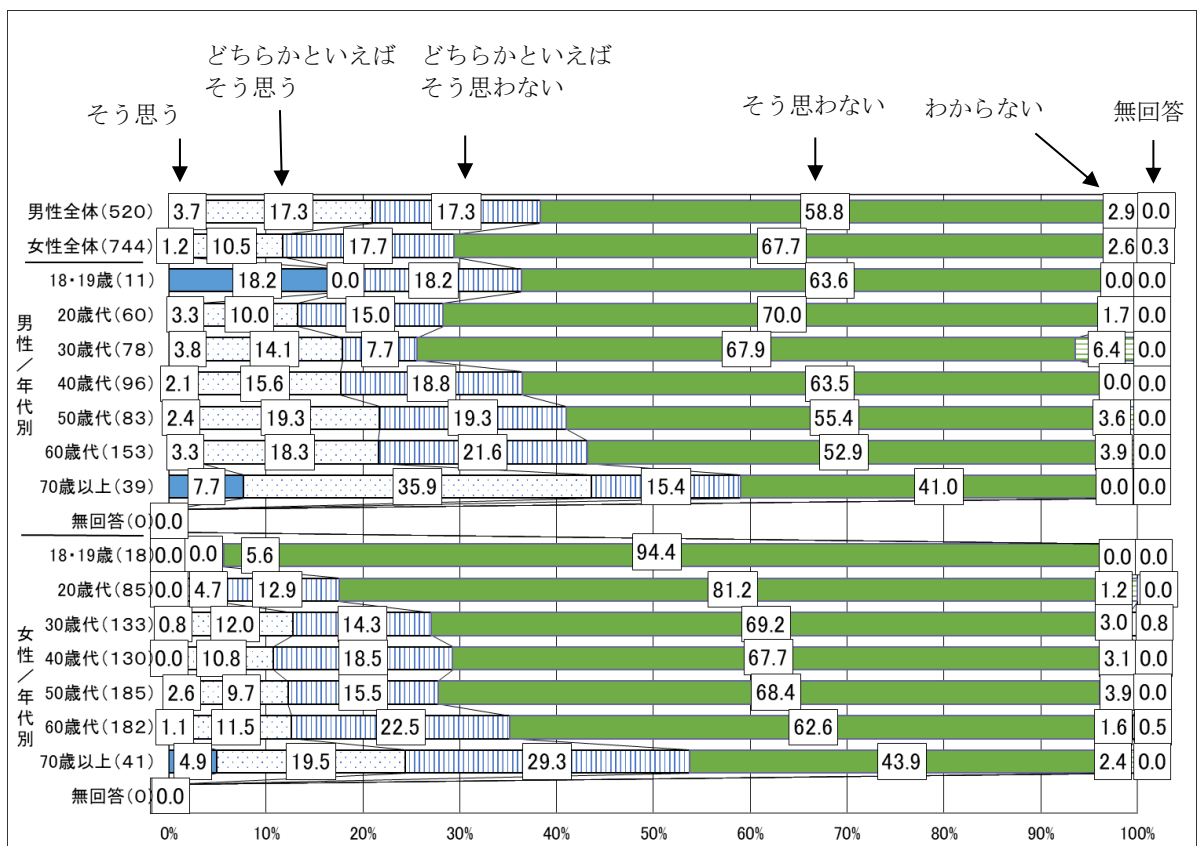 どちらかといえば
そう思う
どちらかといえば
そう思わない
そう思う
そう思わない
わからない
無回答
男性全体(520) 3.7 17.3 17.3 58.8 2.9 0.0
女性全体(744) 1.2 10.5 17.7 67.7 2.6 0.3
男性/年代別
18・19歳(11) 18.2 0.0 18.2 63.6 0.0 0.0
20歳代(60) 3.3 10.0 15.0 70.0 1.7 0.0
30歳代(78) 3.8 14.1 7.7 67.9 6.4 0.0
40歳代(96) 2.1 15.6 18.8 63.5 0.0 0.0
50歳代(83) 2.4 19.3 19.3 55.4 3.6 0.0
60歳代(153) 3.3 18.3 21.6 52.9 3.9 0.0
70歳以上(39) 7.7 35.9 15.4 41.0 0.0 0.0
無回答(0) 0.0
女性/年代別
18・19歳(18) 0.0 0.0 5.6 94.4 0.0 0.0
20歳代(85) 0.0 4.7 12.9 81.2 1.2 0.0
30歳代(133) 0.8 12.0 14.3 69.2 3.0 0.8
40歳代(130) 0.0 10.8 18.5 67.7 3.1 0.0
50歳代(185) 2.6 9.7 15.5 68.4 3.9 0.0
60歳代(182) 1.1 11.5 22.5 62.6 1.6 0.5
70歳以上(41) 4.9 19.5 29.3 43.9 2.4 0.0
無回答(0) 0.0
0% 10% 20% 30% 40% 50% 60% 70% 80% 90% 100%